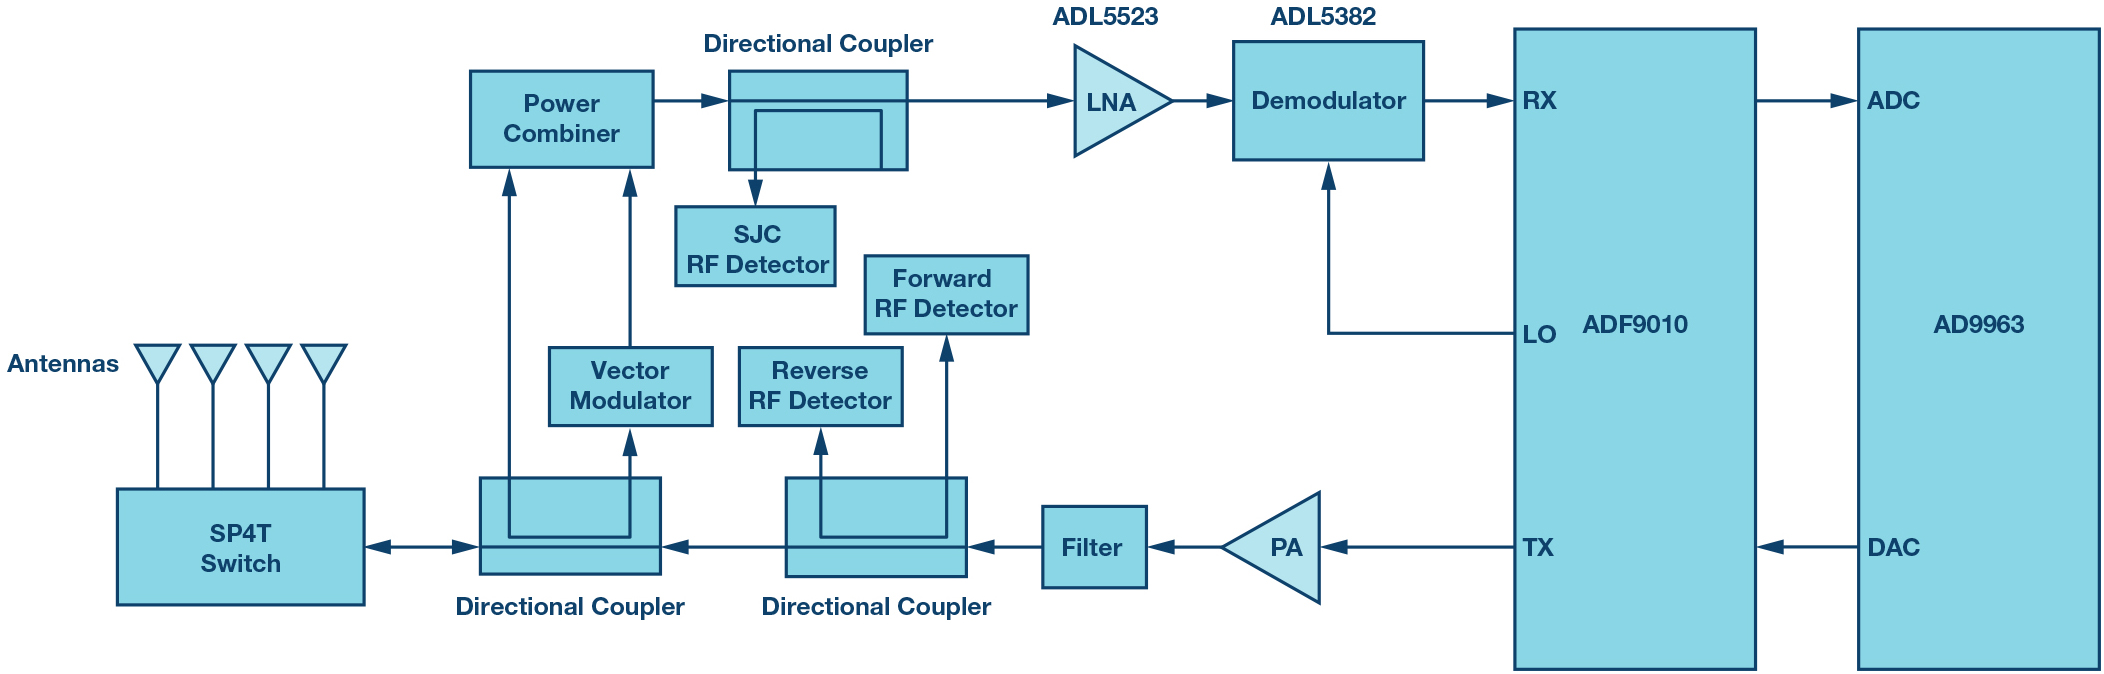 ADL5523
ADL5382
Directional Coupler
Power
Combiner
LNA
Demodulator
RX
ADC
SJC
RF Detector
Forward
RF Detector
LO
ADF9010
AD9963
Antennas
Vector
Modulator
Reverse
RF Detector
SP4T
Switch
Filter
PA
TX
DAC
Directional Coupler
Directional Coupler